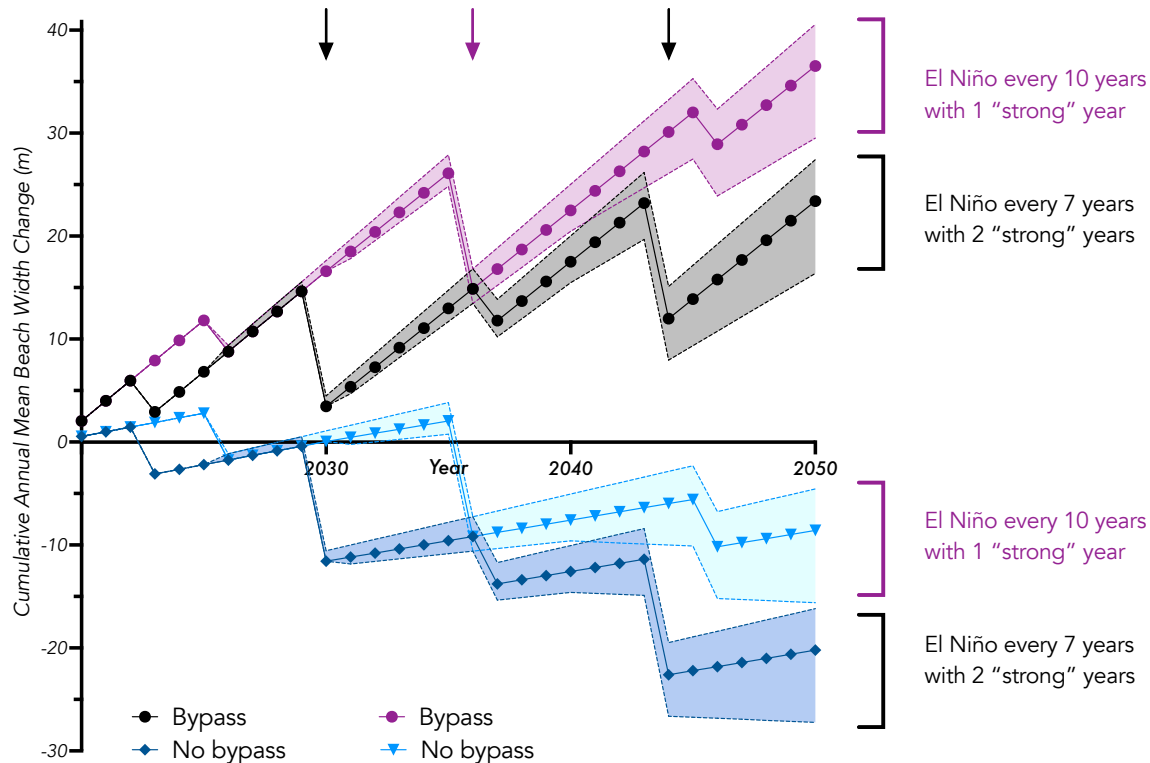 Cumulative Annual Mean Beach Width Change (m)
40
30
20
10
0
-10
-20
-30
2030
Year
2040
2050
El Niño every 10 years
with 1 “strong” year
El Niño every 7 years
with 2 “strong” years
El Niño every 10 years
with 1 “strong” year
El Niño every 7 years
with 2 “strong” years
Bypass
Bypass
No bypass
No bypass